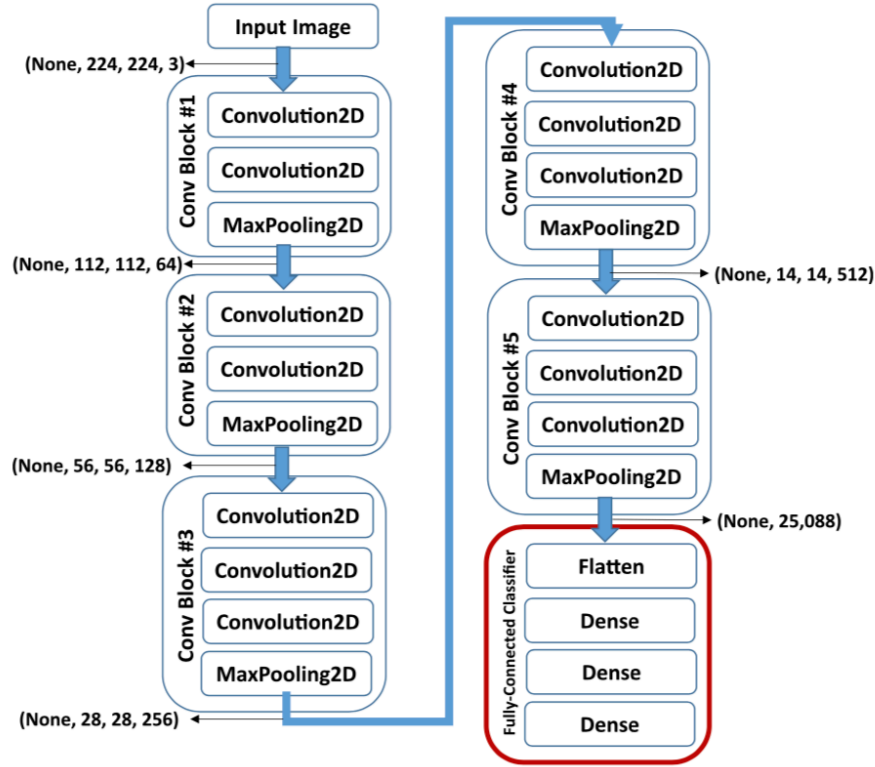 Input Image
(None, 224, 224, 3)
Conv Block #1
Convolution2D
Convolution2D
MaxPooling2D
(None, 112, 112, 64)
Conv Block #2
Convolution2D
Convolution2D
MaxPooling2D
(None, 56, 56, 128)
Conv Block #3
Convolution2D
Convolution2D
Convolution2D
MaxPooling2D
(None, 28, 28, 256)
Conv Block #4
Convolution2D
Convolution2D
Convolution2D
MaxPooling2D
(None, 14, 14, 512)
Conv Block #5
Convolution2D
Convolution2D
Convolution2D
MaxPooling2D
(None, 25,088)
Fully-Connected Classifier
Flatten
Dense
Dense
Dense